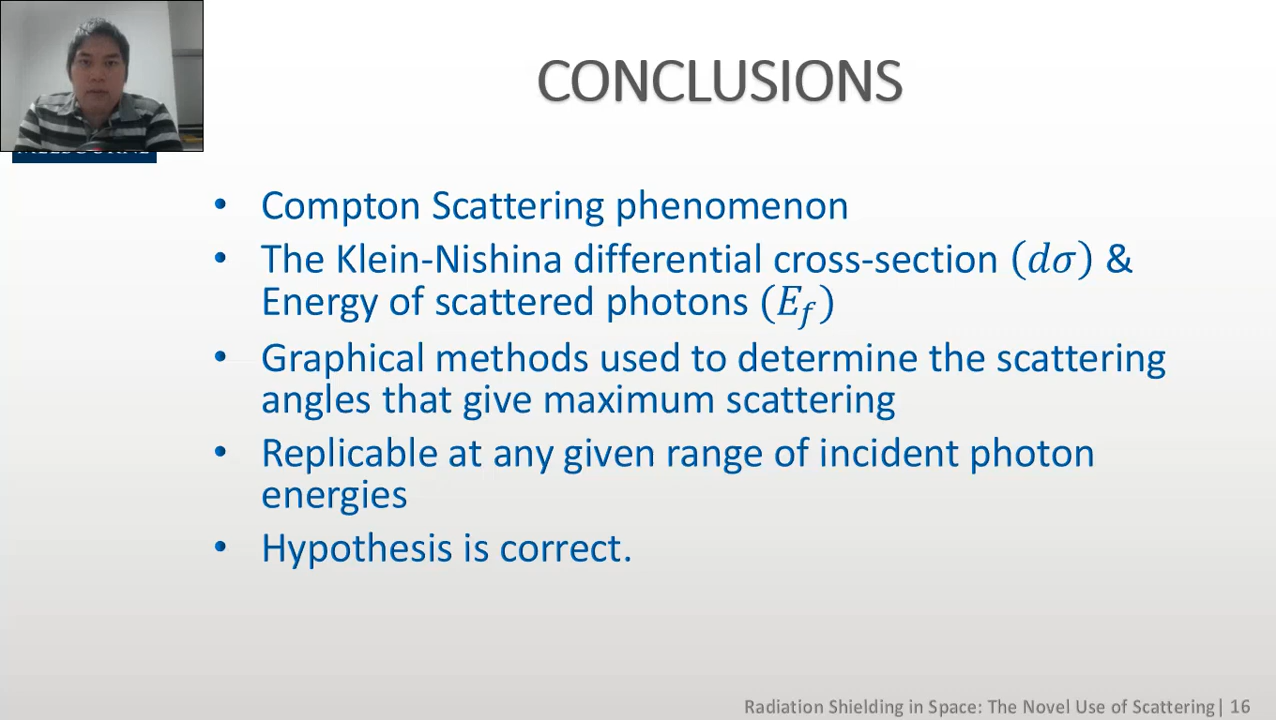 CONCLUSIONS
• Compton Scattering phenomenon
• The Klein-Nishina differential cross-section (dσ) &
Energy of scattered photons (E_f)
• Graphical methods used to determine the scattering
angles that give maximum scattering
• Replicable at any given range of incident photon
energies
• Hypothesis is correct.
Radiation Shielding in Space: The Novel Use of Scattering| 16